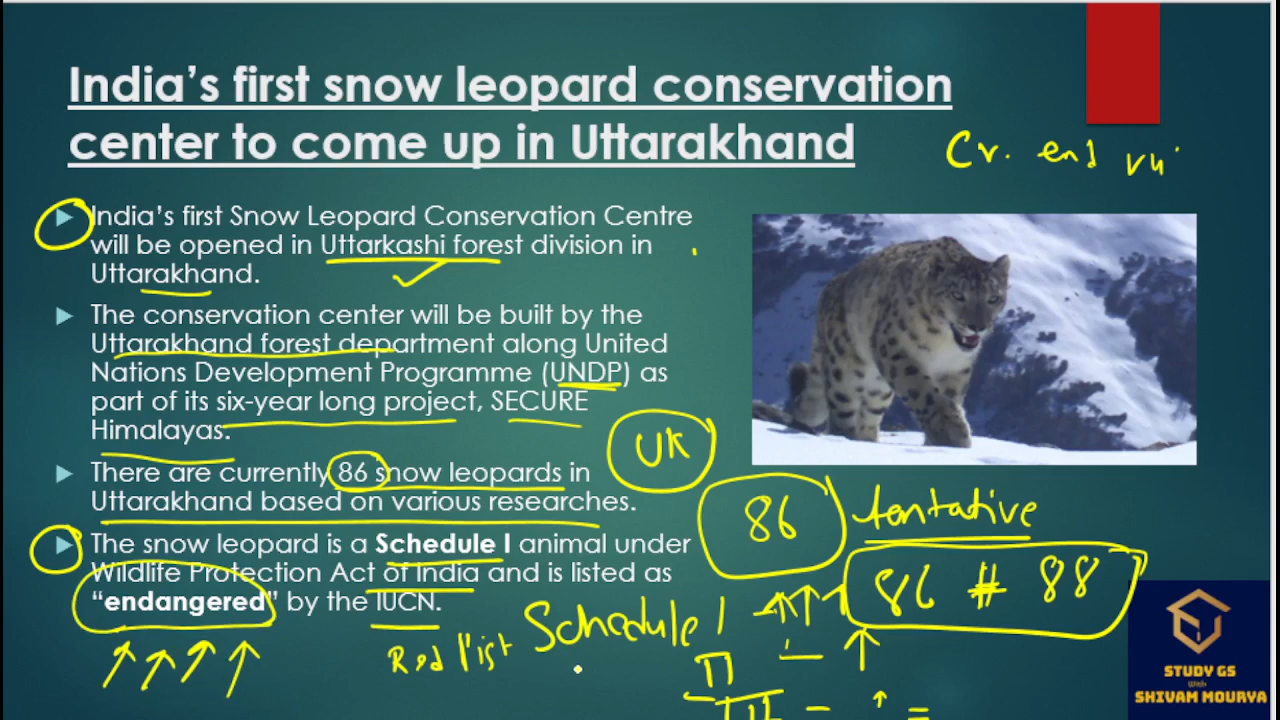 India's first snow leopard conservation
center to come up in Uttarakhand
Cr. end vu
India's first Snow Leopard Conservation Centre
will be opened in Uttarkashi forest division in
Uttarakhand.
The conservation center will be built by the
Uttarakhand forest department along United
Nations Development Programme (UNDP) as
part of its six-year long project, SECURE
Himalayas.
UK
There are currently 86 snow leopards in
Uttarakhand based on various researches.
86 tentative
The snow leopard is a Schedule I animal under
Wildlife Protection Act of India and is listed as
"endangered" by the IUCN.
86 # 88
Red list Schedule I
II
STUDY GS
With
SHIVAM MOURYA